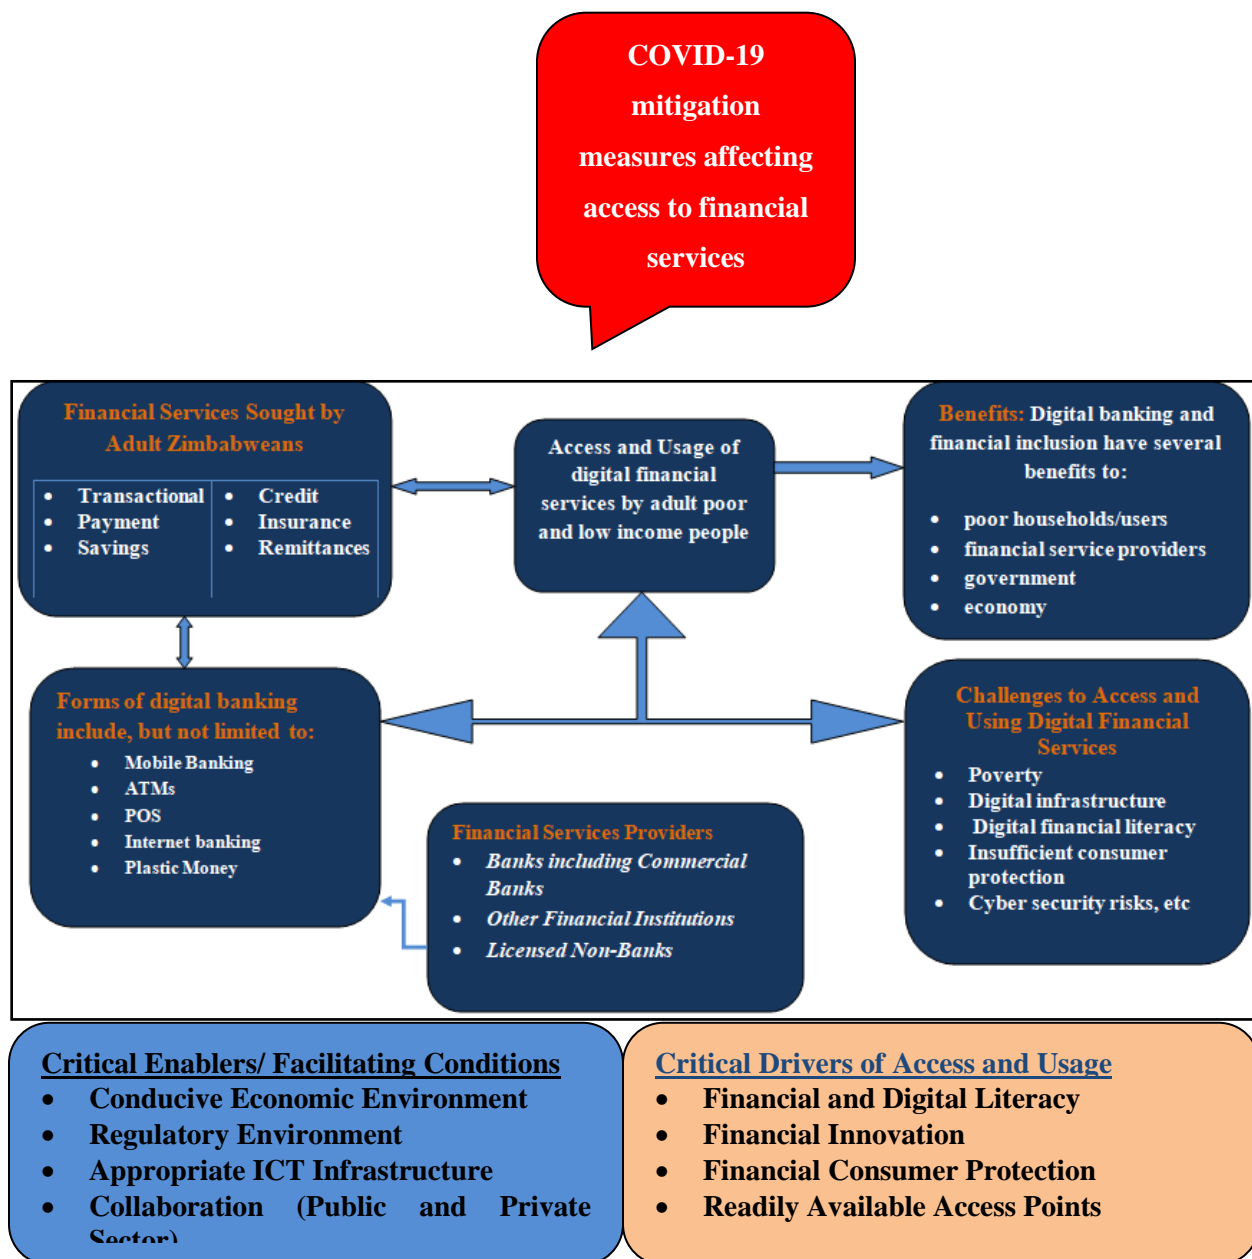 COVID-19
mitigation
measures affecting
access to financial
services
Financial Services Sought by
Adult Zimbabweans
• Transactional
• Payment
• Savings
• Credit
• Insurance
• Remittances
Access and Usage of
digital financial
services by adult poor
and low income people
Benefits: Digital banking and
financial inclusion have several
benefits to:
• poor households/users
• financial service providers
• government
• economy
Forms of digital banking
include, but not limited to:
• Mobile Banking
• ATMs
• POS
• Internet banking
• Plastic Money
Financial Services Providers
• Banks including Commercial
Banks
• Other Financial Institutions
• Licensed Non-Banks
Challenges to Access and
Using Digital Financial
Services
• Poverty
• Digital infrastructure
• Digital financial literacy
• Insufficient consumer
protection
• Cyber security risks, etc
Critical Enablers/ Facilitating Conditions
• Conducive Economic Environment
• Regulatory Environment
• Appropriate ICT Infrastructure
• Collaboration (Public and Private
Sector)
Critical Drivers of Access and Usage
• Financial and Digital Literacy
• Financial Innovation
• Financial Consumer Protection
• Readily Available Access Points